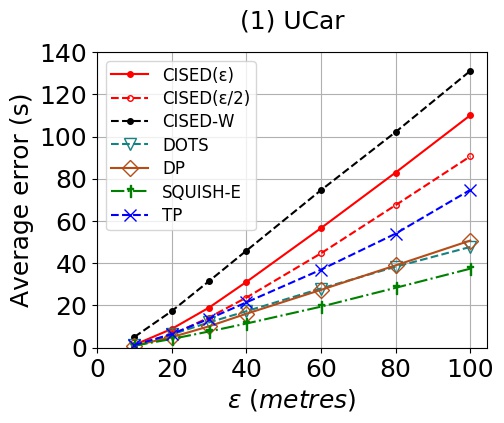 (1) UCar
Average error (s)
140
120
100
80
60
40
20
0
CISED(ε)
CISED(ε/2)
CISED-W
DOTS
DP
SQUISH-E
TP
0 20 40 60 80 100
ε (metres)